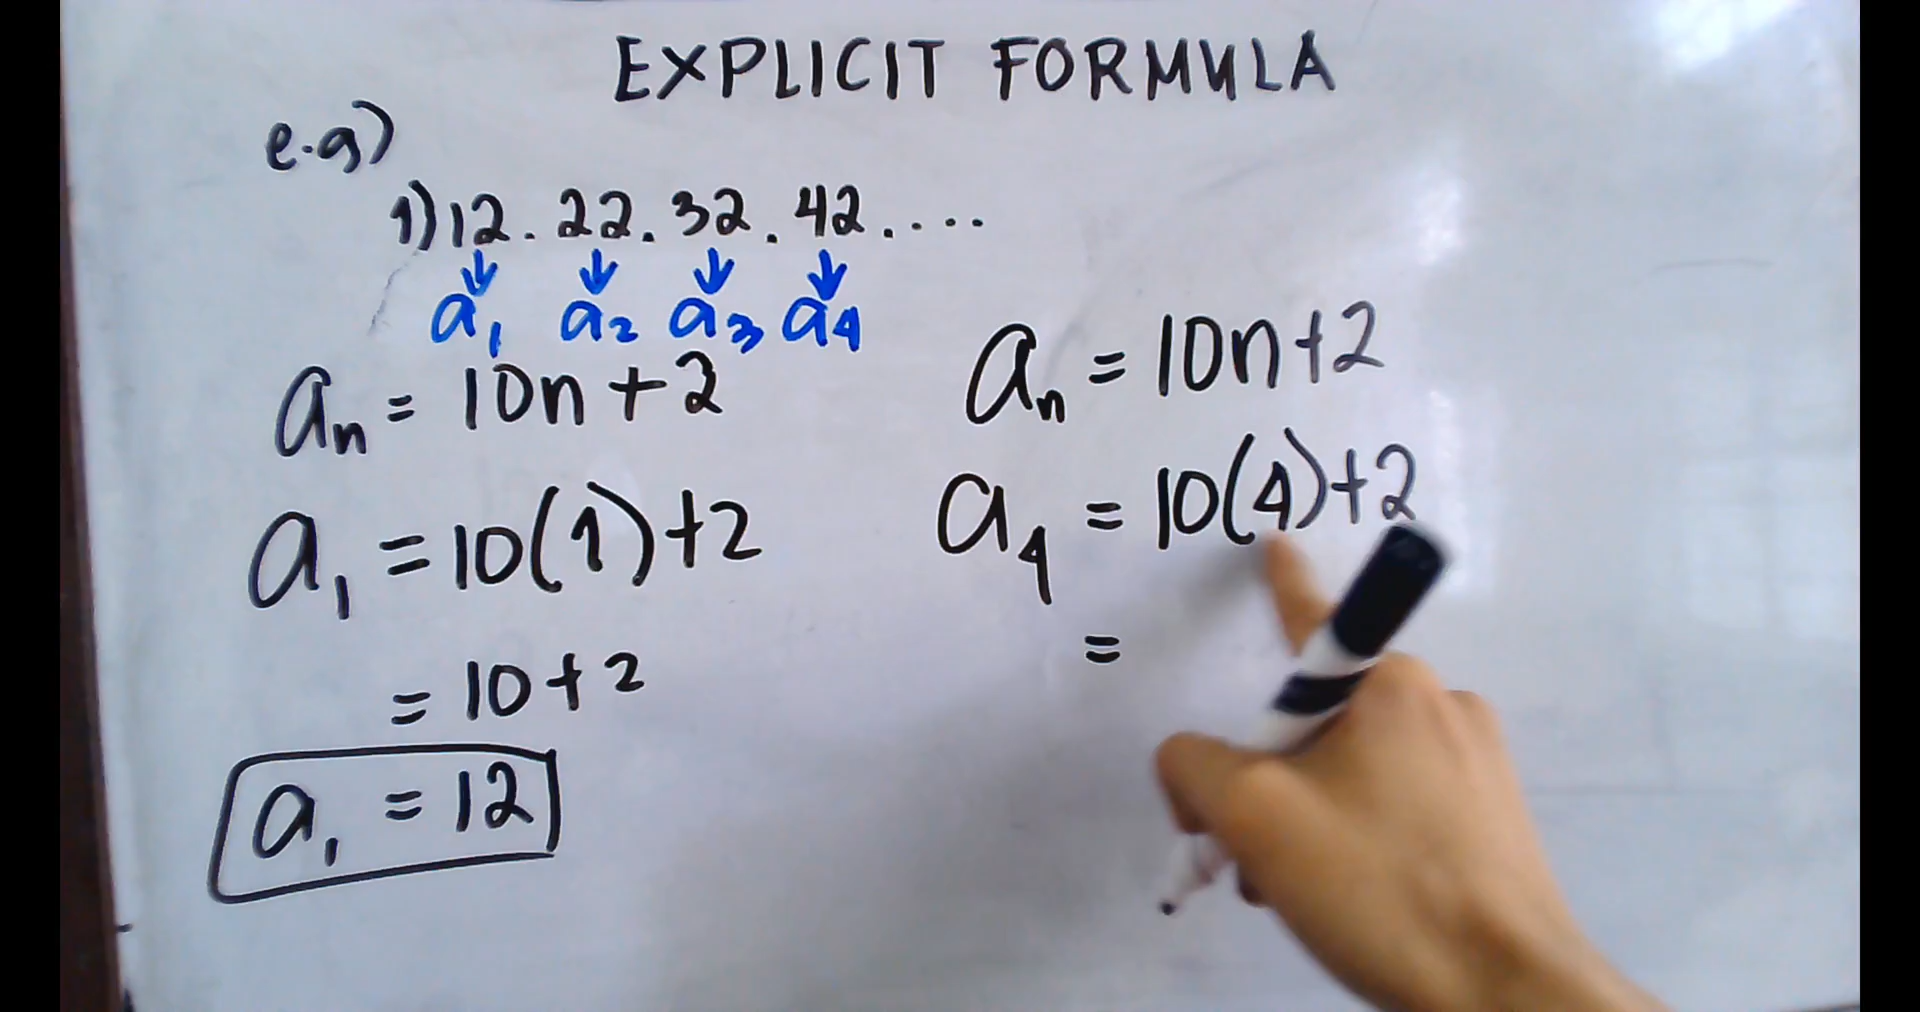 EXPLICIT FORMULA
e.g)
1) 12. 22. 32. 42. ...
a₁ a₂ a₃ a₄
aₙ = 10n + 2
a₁ = 10(1) + 2
= 10 + 2
a₁ = 12
aₙ = 10n + 2
a₄ = 10(4) + 2
=